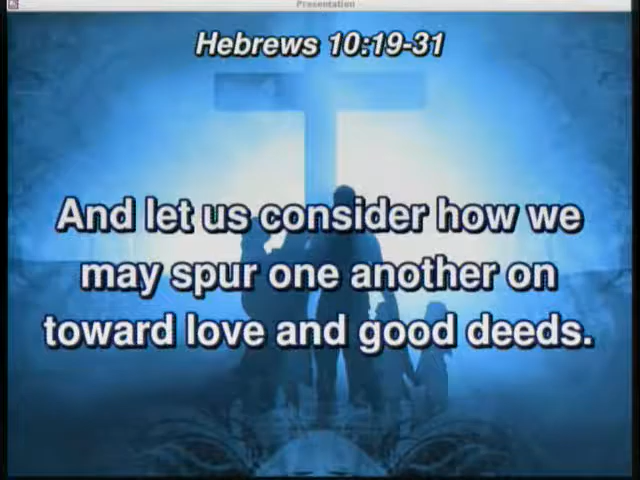 Presentation
Hebrews 10:19-31
And let us consider how we
may spur one another on
toward love and good deeds.